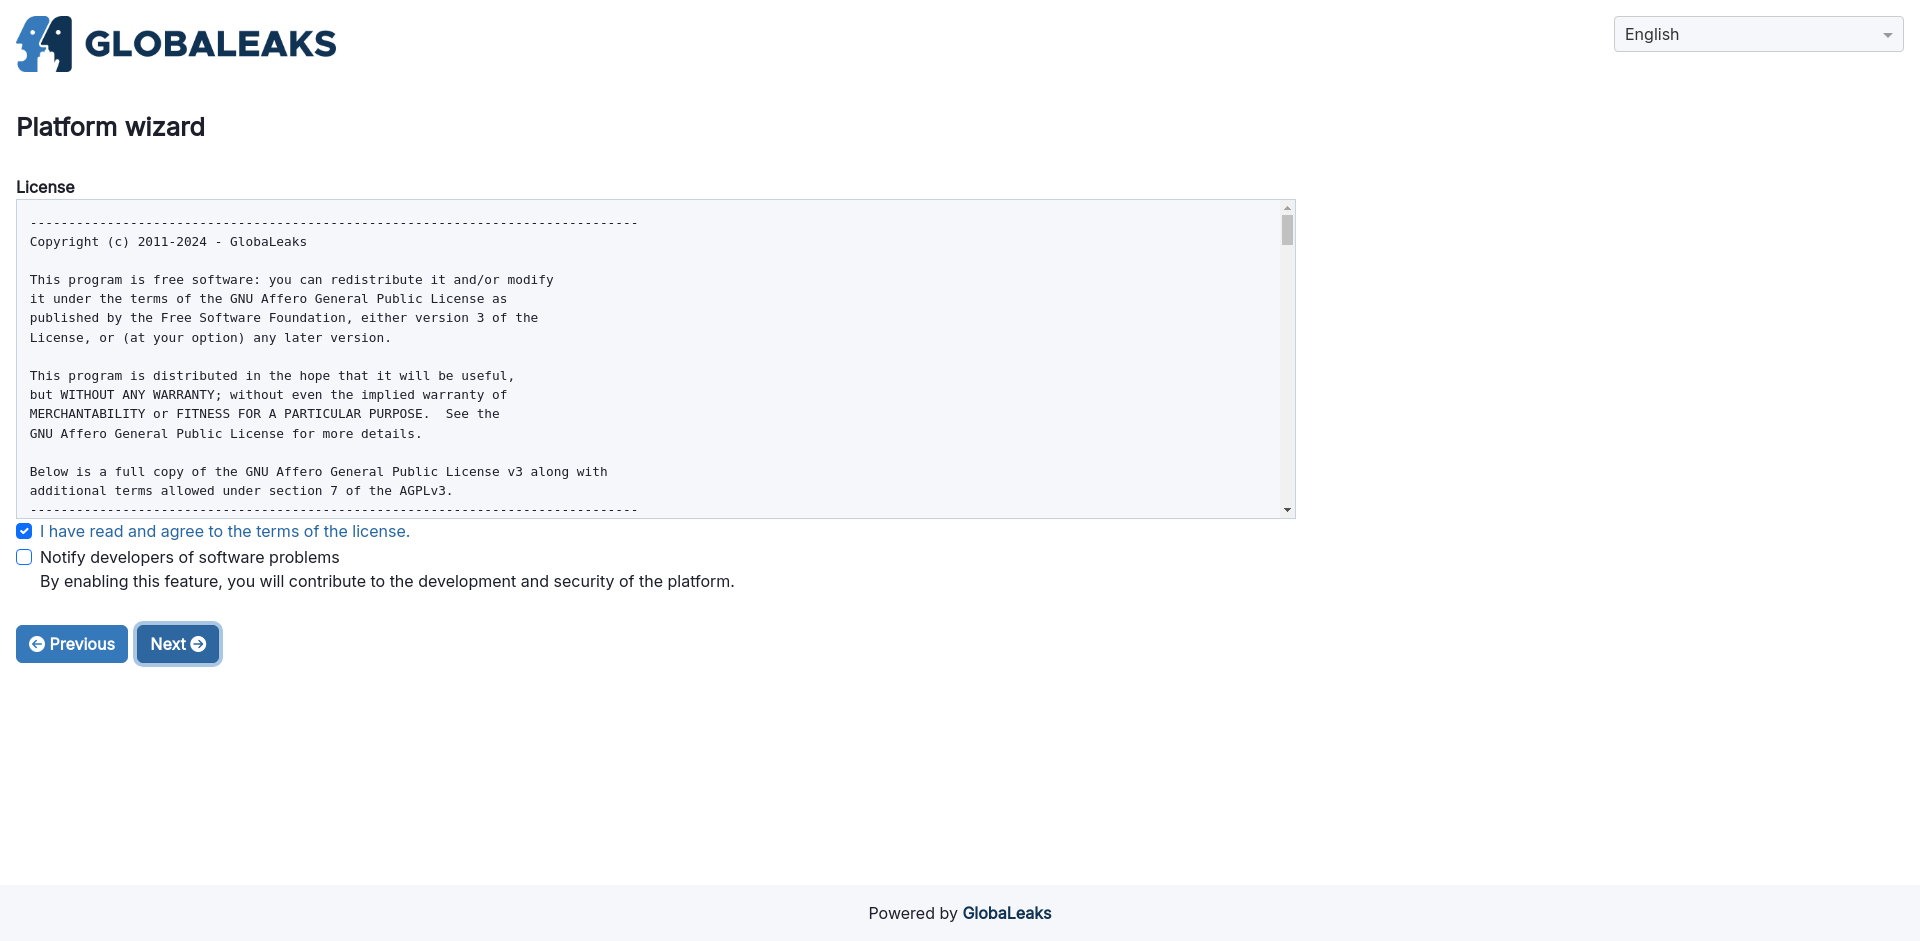 GLOBALEAKS
English
Platform wizard
License
-------------------------------------------------------------------------------
Copyright (c) 2011-2024 - GlobaLeaks
This program is free software: you can redistribute it and/or modify
it under the terms of the GNU Affero General Public License as
published by the Free Software Foundation, either version 3 of the
License, or (at your option) any later version.
This program is distributed in the hope that it will be useful,
but WITHOUT ANY WARRANTY; without even the implied warranty of
MERCHANTABILITY or FITNESS FOR A PARTICULAR PURPOSE.  See the
GNU Affero General Public License for more details.
Below is a full copy of the GNU Affero General Public License v3 along with
additional terms allowed under section 7 of the AGPLv3.
-------------------------------------------------------------------------------
I have read and agree to the terms of the license.
Notify developers of software problems
By enabling this feature, you will contribute to the development and security of the platform.
Previous Next
Powered by GlobaLeaks